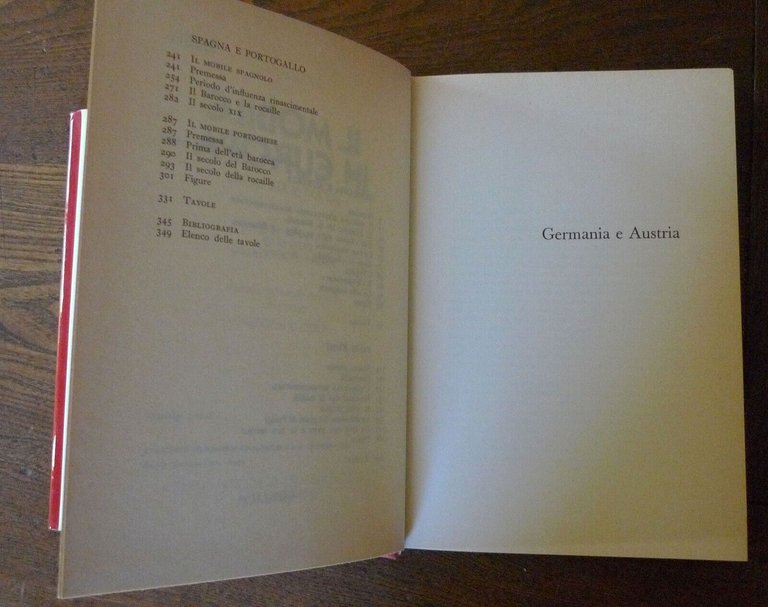 SPAGNA E PORTOGALLO
241 IL MOBILE SPAGNOLO
241 Premessa
254 Periodo d'influenza rinascimentale
271 Il Barocco e la rocaille
282 Il secolo XIX
287 IL MOBILE PORTOGHESE
287 Premessa
288 Prima dell'età barocca
290 Il secolo del Barocco
293 Il secolo della rocaille
301 Figure
331 TAVOLE
345 BIBLIOGRAFIA
349 Elenco delle tavole
Germania e Austria